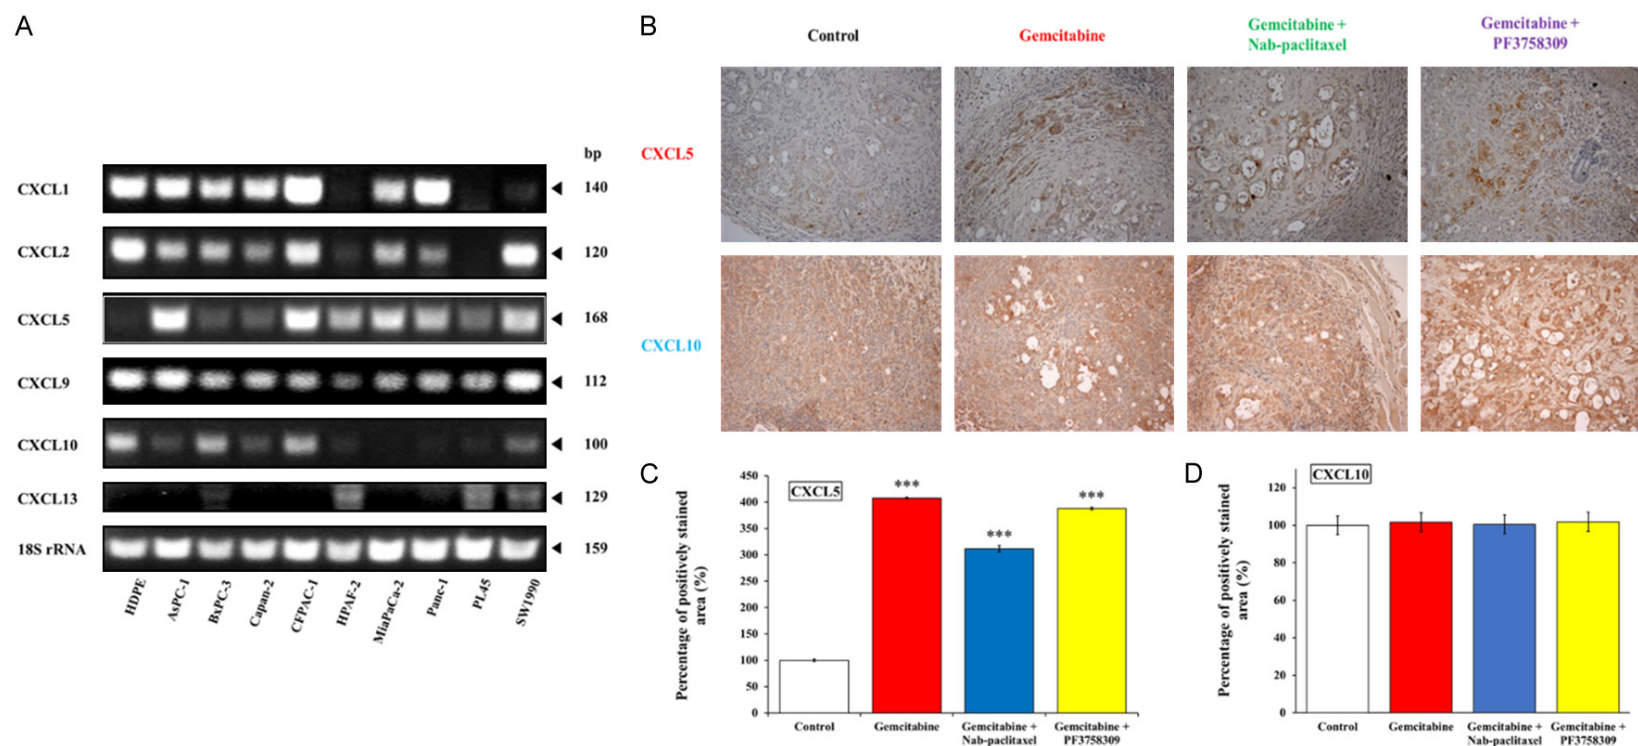 A
bp
CXCL1
140
CXCL2
120
CXCL5
168
CXCL9
112
CXCL10
100
CXCL13
129
18S rRNA
159
HDPE
AsPC-1
BxPC-3
Capan-2
CFPAC-1
HPAF-2
MiaPaCa-2
Panc-1
PL45
SW1990
B
Control
Gemcitabine
Gemcitabine +
Nab-paclitaxel
Gemcitabine +
PF3758309
CXCL5
CXCL10
C
CXCL5
Percentage of positively stained
area (%)
450
400
350
300
250
200
150
100
50
0
***
***
***
Control
Gemcitabine
Gemcitabine +
Nab-paclitaxel
Gemcitabine +
PF3758309
D
CXCL10
Percentage of positively stained
area (%)
120
100
80
60
40
20
0
Control
Gemcitabine
Gemcitabine +
Nab-paclitaxel
Gemcitabine +
PF3758309